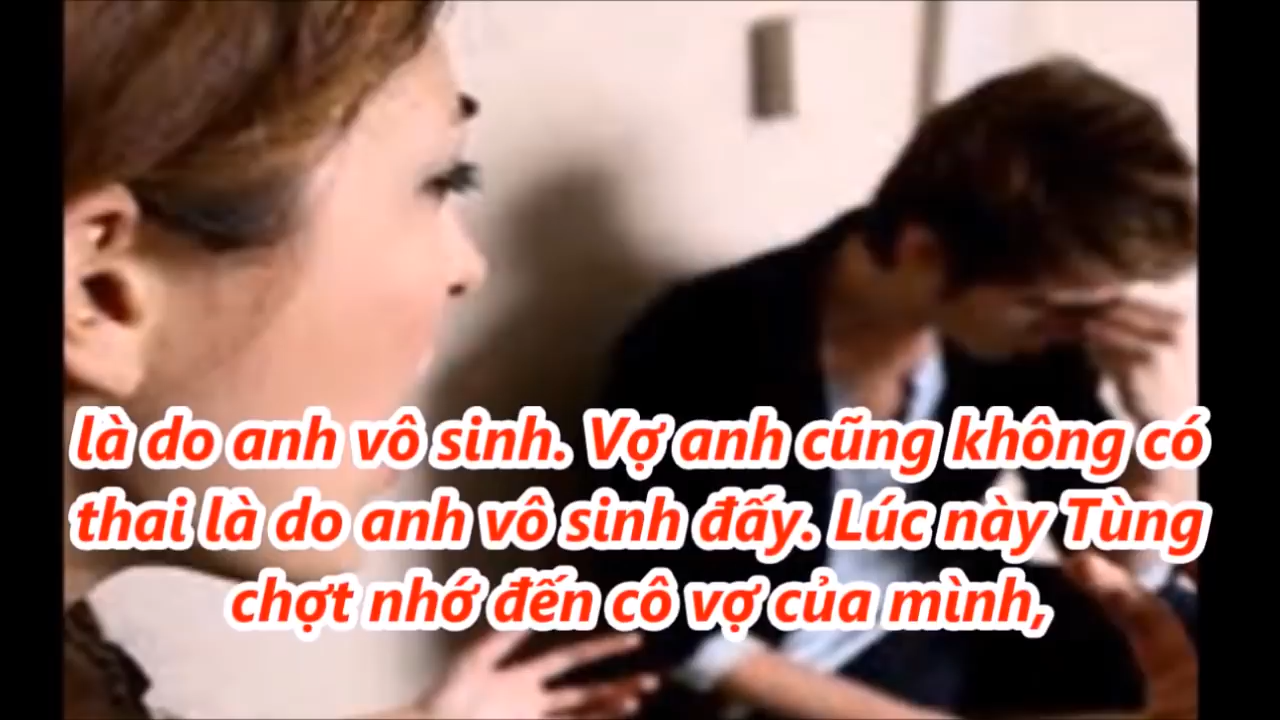 là do anh vô sinh. Vợ anh cũng không có
thai là do anh vô sinh đấy. Lúc này Tùng
chợt nhớ đến cô vợ của mình,